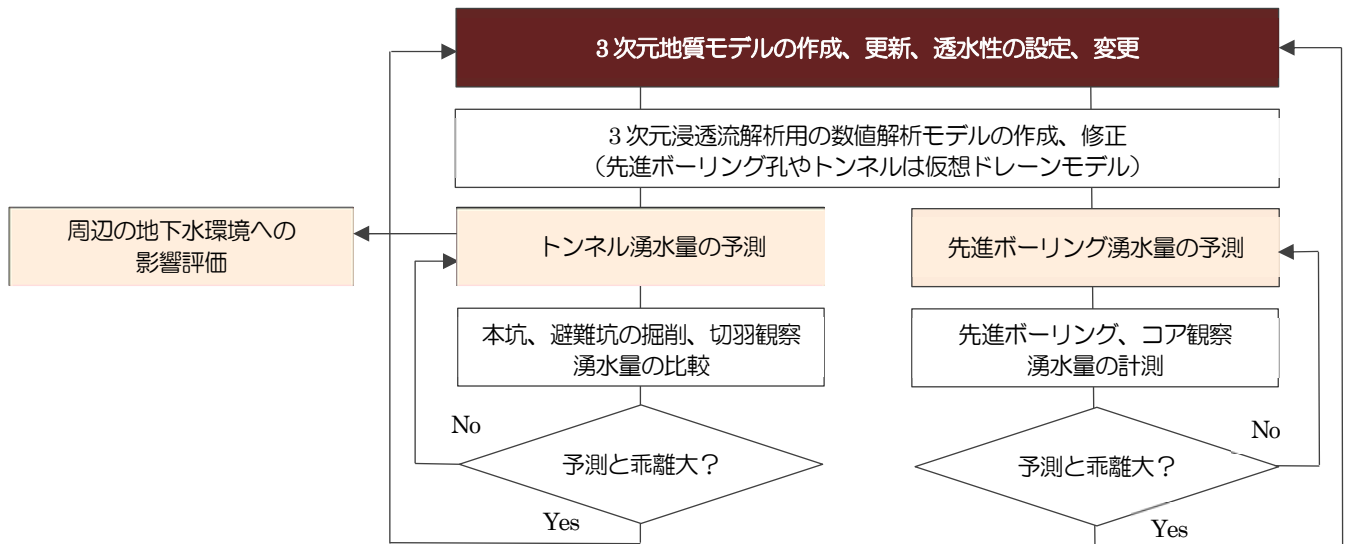 3次元地質モデルの作成、更新、透水性の設定、変更
3次元浸透流解析用の数値解析モデルの作成、修正
（先進ボーリング孔やトンネルは仮想ドレーンモデル）
周辺の地下水環境への
影響評価
トンネル湧水量の予測
先進ボーリング湧水量の予測
本坑、避難坑の掘削、切羽観察
湧水量の比較
先進ボーリング、コア観察
湧水量の計測
No
予測と乖離大？
Yes
No
予測と乖離大？
Yes